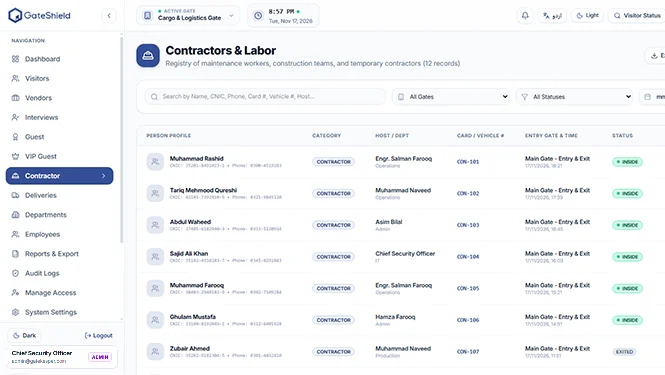 GateShield
ACTIVE GATE
Cargo & Logistics Gate
8:57 PM
Tue, Nov 17, 2026
اردو
Light
Visitor Status
NAVIGATION
Dashboard
Visitors
Vendors
Interviews
Guest
VIP Guest
Contractor
Deliveries
Departments
Employees
Reports & Export
Audit Logs
Manage Access
System Settings
Dark
Logout
Chief Security Officer
ADMIN
Contractors & Labor
Registry of maintenance workers, construction teams, and temporary contractors (12 records)
Search by Name, CNIC, Phone, Card #, Vehicle #, Host...
All Gates
All Statuses
PERSON PROFILE CATEGORY HOST / DEPT CARD / VEHICLE # ENTRY GATE & TIME STATUS
Muhammad Rashid CONTRACTOR Engr. Salman Farooq CON-101 Main Gate - Entry & Exit INSIDE
Operations
Tariq Mehmood Qureshi CONTRACTOR Muhammad Naveed CON-102 Main Gate - Entry & Exit INSIDE
Operations
Abdul Waheed CONTRACTOR Asim Bilal CON-103 Main Gate - Entry & Exit INSIDE
Admin
Sajid Ali Khan CONTRACTOR Chief Security Officer CON-104 Main Gate - Entry & Exit INSIDE
IT
Muhammad Farooq CONTRACTOR Engr. Salman Farooq CON-105 Main Gate - Entry & Exit INSIDE
Operations
Ghulam Mustafa CONTRACTOR Hamza Farooq CON-106 Main Gate - Entry & Exit INSIDE
Admin
Zubair Ahmed CONTRACTOR Muhammad Naveed CON-107 Main Gate - Entry & Exit EXITED
Production